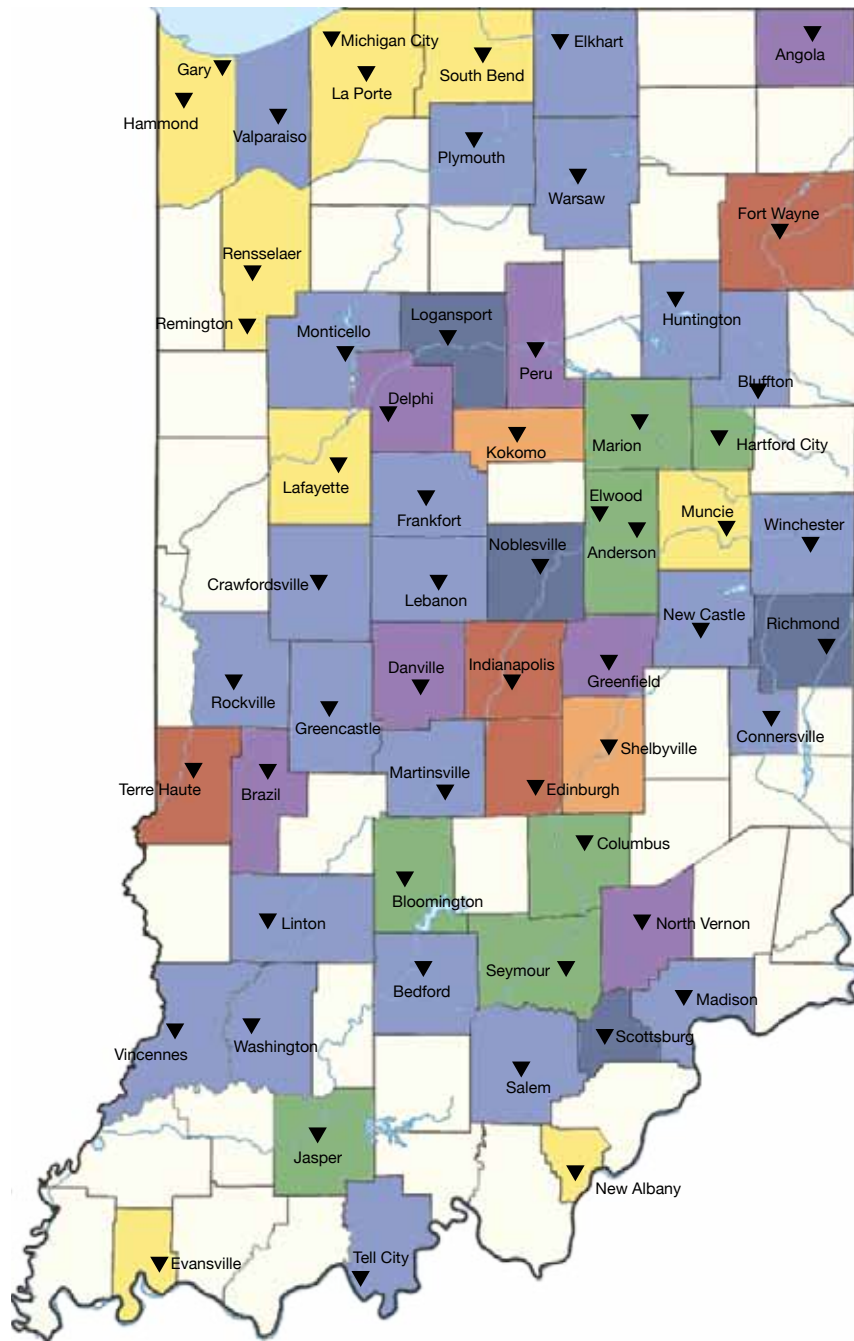 Michigan City
Elkhart
Angola
Gary
South Bend
La Porte
Hammond
Valparaiso
Plymouth
Warsaw
Fort Wayne
Rensselaer
Remington
Monticello
Logansport
Huntington
Peru
Bluffton
Delphi
Kokomo
Marion
Hartford City
Lafayette
Frankfort
Elwood
Muncie
Winchester
Anderson
Noblesville
Crawfordsville
Lebanon
New Castle
Richmond
Danville
Indianapolis
Greenfield
Rockville
Greencastle
Connersville
Shelbyville
Terre Haute
Brazil
Martinsville
Edinburgh
Columbus
Bloomington
Linton
North Vernon
Bedford
Seymour
Madison
Vincennes
Washington
Scottsburg
Salem
Jasper
New Albany
Evansville
Tell City